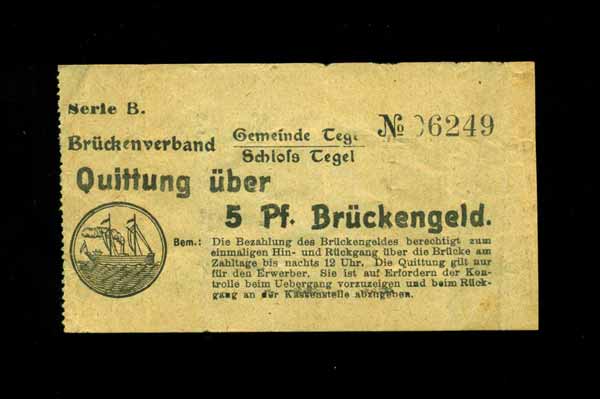 Serie B.
Brückenverband Gemeinde Tege № 06249
Schloſs Tegel
Quittung über
5 Pf. Brückengeld.
Bem.: Die Bezahlung des Brückengeldes berechtigt zum
einmaligen Hin- und Rückgang über die Brücke am
Zahltage bis nachts 12 Uhr. Die Quittung gilt nur
für den Erwerber. Sie ist auf Erfordern der Kon-
trolle beim Uebergang vorzuzeigen und beim Rück-
gang an der Kassenstelle abzugeben.